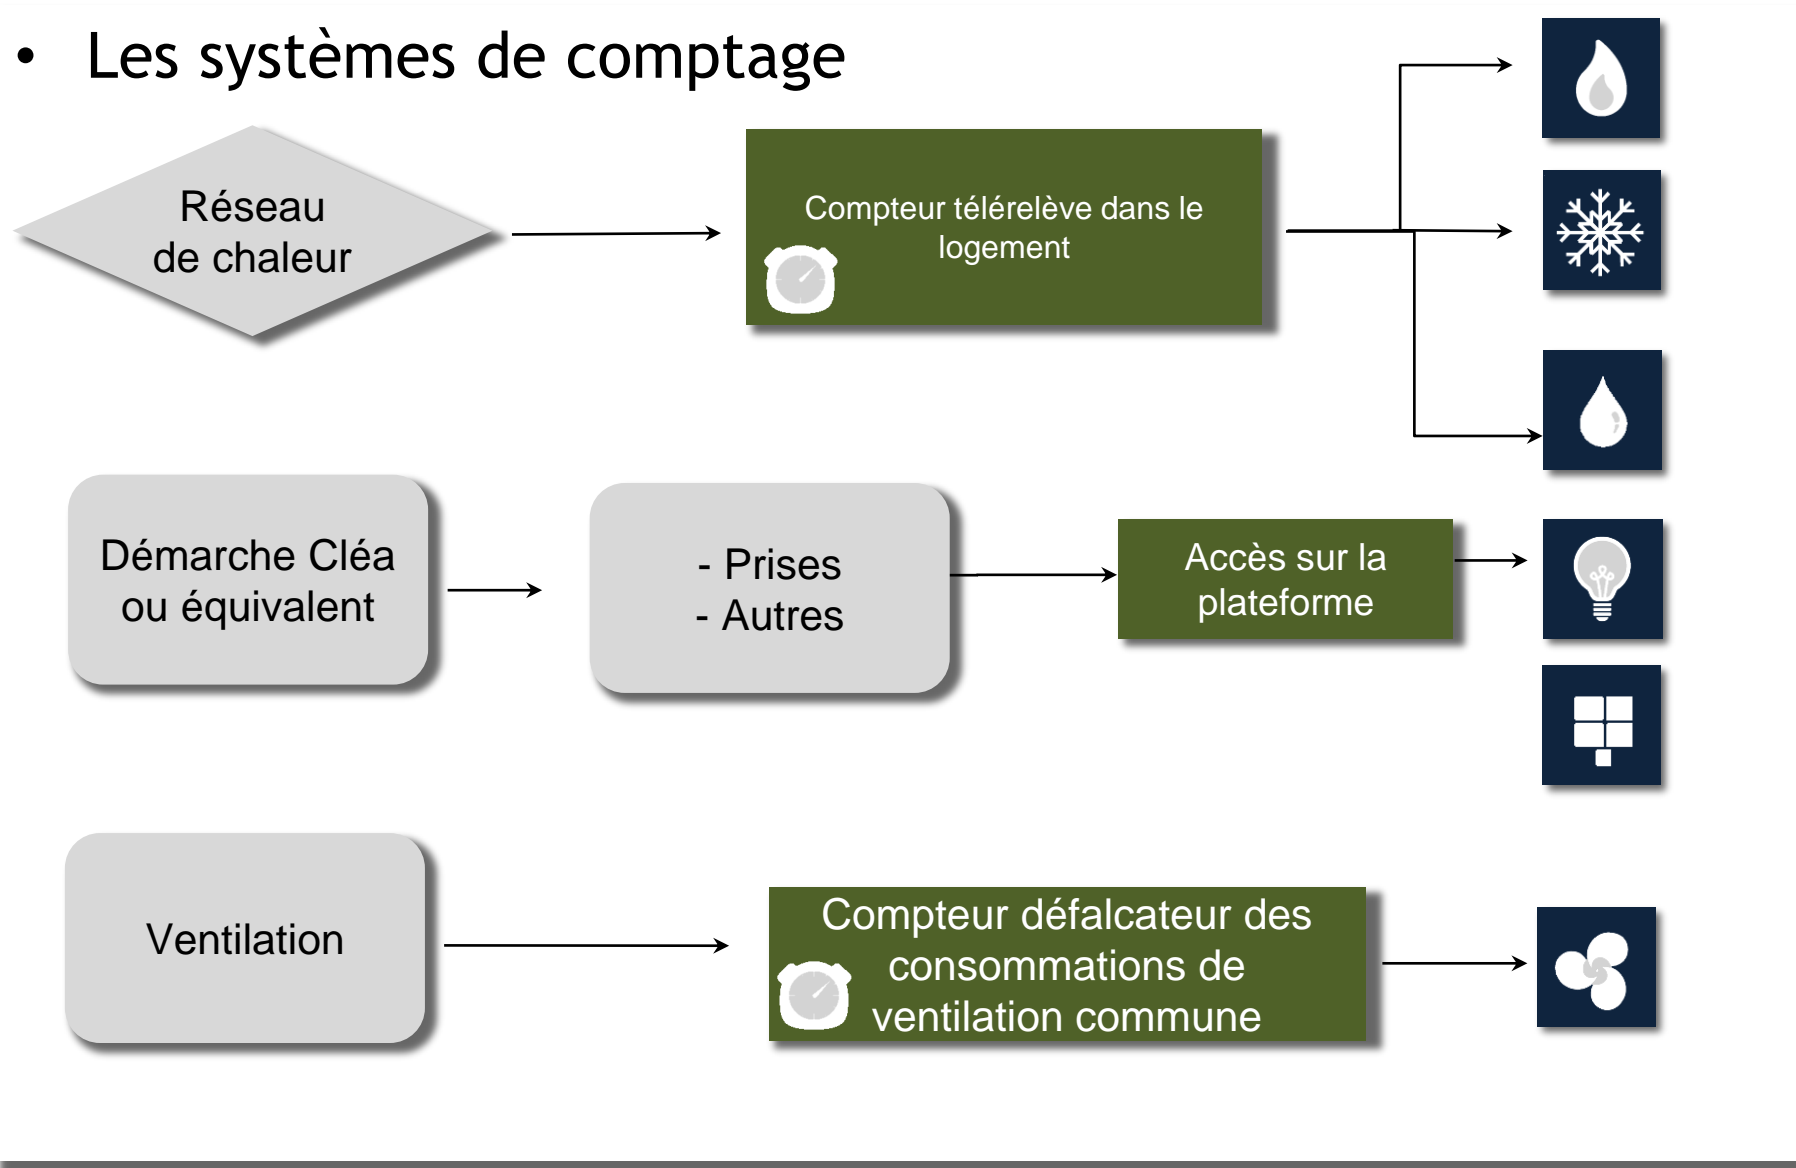 • Les systèmes de comptage
Réseau
de chaleur
Compteur télérelève dans le
logement
Démarche Cléa
ou équivalent
- Prises
- Autres
Accès sur la
plateforme
Ventilation
Compteur défalcateur des
consommations de
ventilation commune